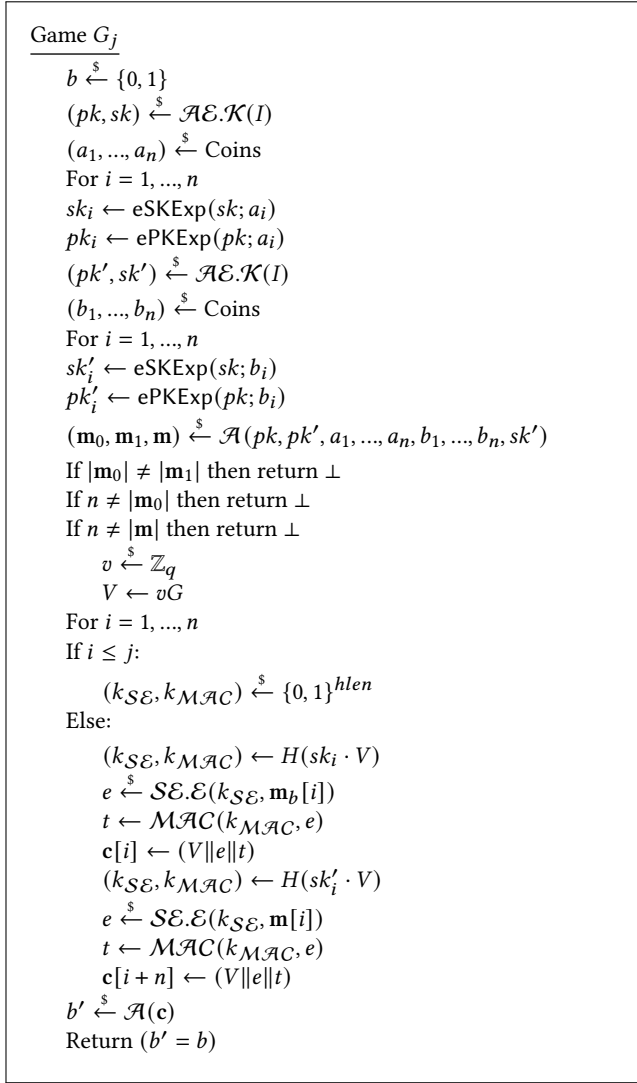 Game G_j
b ←$ {0, 1}
(pk, sk) ←$ 𝒜ℰ.𝒦(I)
(a_1, ..., a_n) ←$ Coins
For i = 1, ..., n
sk_i ← eSKExp(sk; a_i)
pk_i ← ePKExp(pk; a_i)
(pk′, sk′) ←$ 𝒜ℰ.𝒦(I)
(b_1, ..., b_n) ←$ Coins
For i = 1, ..., n
sk′_i ← eSKExp(sk; b_i)
pk′_i ← ePKExp(pk; b_i)
(m_0, m_1, m) ←$ 𝒜(pk, pk′, a_1, ..., a_n, b_1, ..., b_n, sk′)
If |m_0| ≠ |m_1| then return ⊥
If n ≠ |m_0| then return ⊥
If n ≠ |m| then return ⊥
v ←$ ℤ_q
V ← vG
For i = 1, ..., n
If i ≤ j:
(k_𝒮ℰ, k_ℳ𝒜𝒞) ←$ {0, 1}^hlen
Else:
(k_𝒮ℰ, k_ℳ𝒜𝒞) ← H(sk_i · V)
e ←$ 𝒮ℰ.ℰ(k_𝒮ℰ, m_b[i])
t ← ℳ𝒜𝒞(k_ℳ𝒜𝒞, e)
c[i] ← (V‖e‖t)
(k_𝒮ℰ, k_ℳ𝒜𝒞) ← H(sk′_i · V)
e ←$ 𝒮ℰ.ℰ(k_𝒮ℰ, m[i])
t ← ℳ𝒜𝒞(k_ℳ𝒜𝒞, e)
c[i + n] ← (V‖e‖t)
b′ ←$ 𝒜(c)
Return (b′ = b)